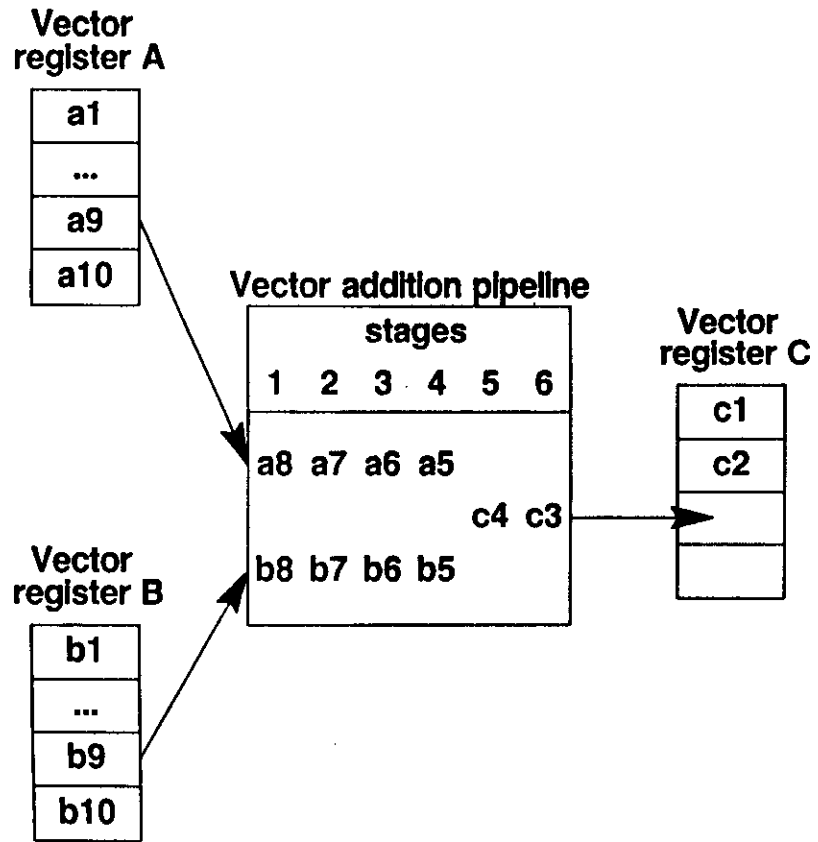 Vector
register A
a1
...
a9
a10
Vector addition pipeline
stages
1 2 3 4 5 6
a8 a7 a6 a5
c4 c3
b8 b7 b6 b5
Vector
register C
c1
c2
Vector
register B
b1
...
b9
b10